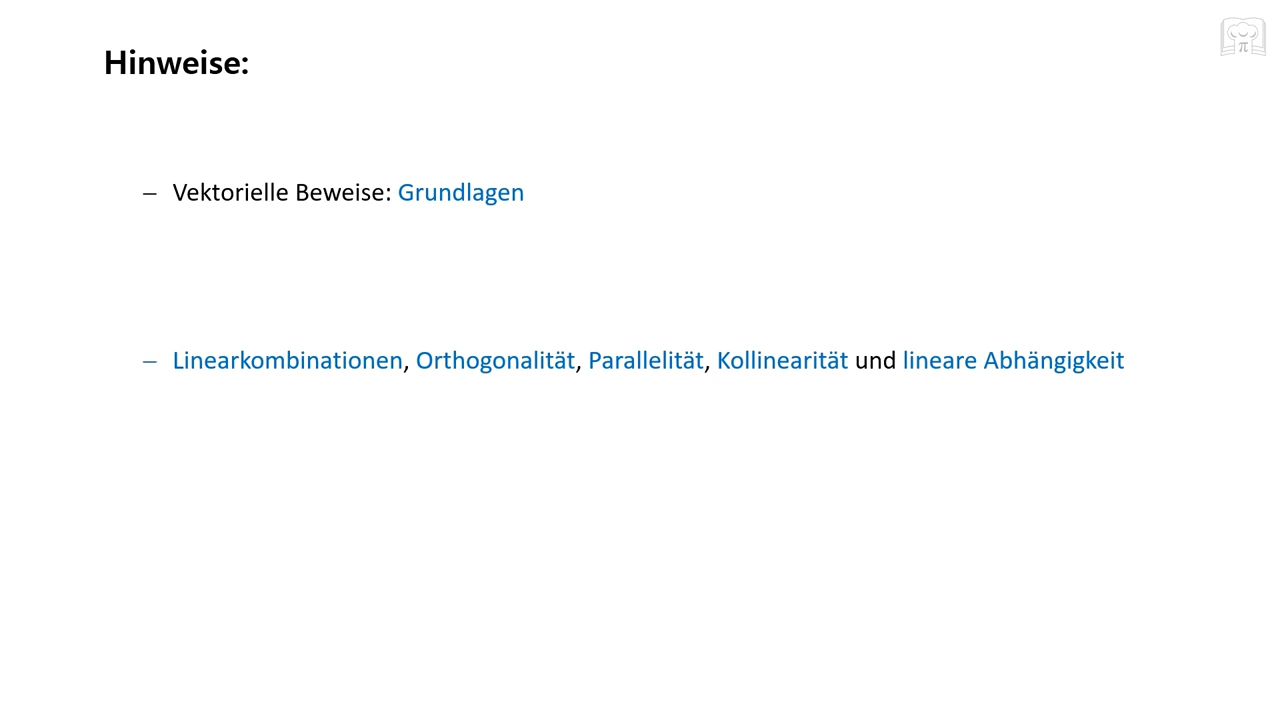 Hinweise:
– Vektorielle Beweise: Grundlagen
– Linearkombinationen, Orthogonalität, Parallelität, Kollinearität und lineare Abhängigkeit
π